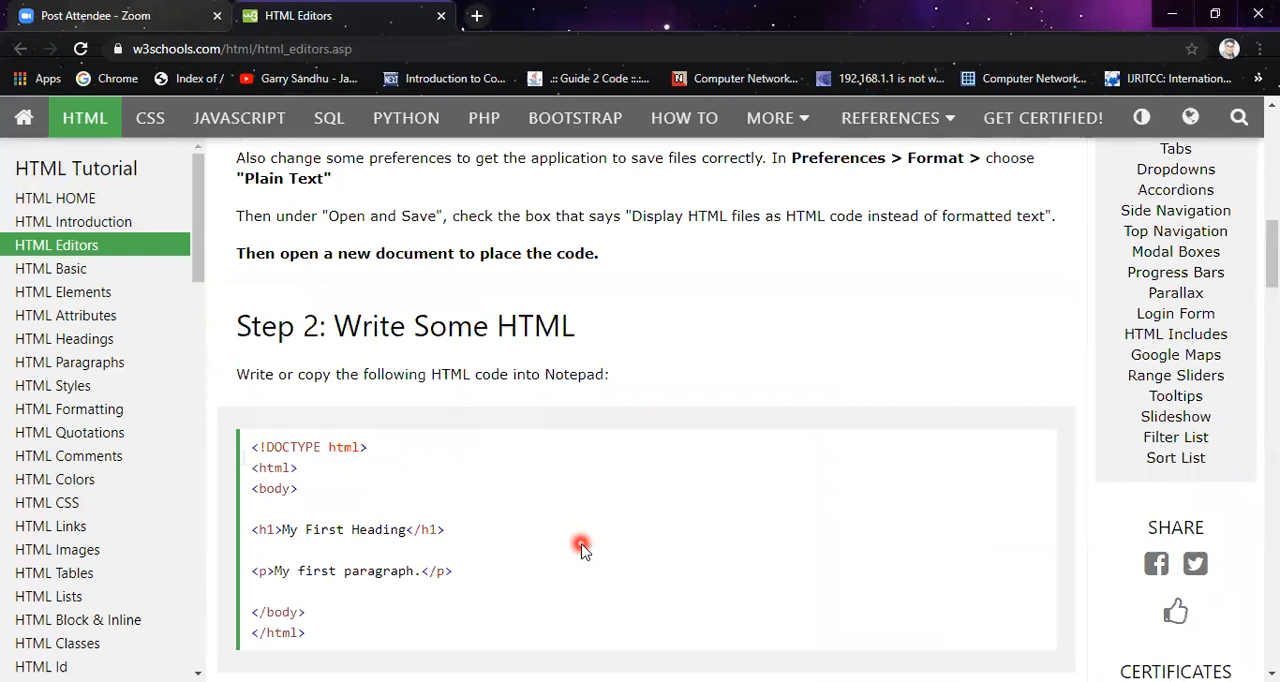 Post Attendee - Zoom
HTML Editors
w3schools.com/html/html_editors.asp
Apps
Chrome
Index of /
Garry Sandhu - Ja...
Introduction to Co...
.:: Guide 2 Code ::.:...
Computer Network...
192.168.1.1 is not w...
Computer Network...
IJRITCC: Internation...
»
HTML
CSS
JAVASCRIPT
SQL
PYTHON
PHP
BOOTSTRAP
HOW TO
MORE
REFERENCES
GET CERTIFIED!
HTML Tutorial
HTML HOME
HTML Introduction
HTML Editors
HTML Basic
HTML Elements
HTML Attributes
HTML Headings
HTML Paragraphs
HTML Styles
HTML Formatting
HTML Quotations
HTML Comments
HTML Colors
HTML CSS
HTML Links
HTML Images
HTML Tables
HTML Lists
HTML Block & Inline
HTML Classes
HTML Id
Also change some preferences to get the application to save files correctly. In Preferences > Format > choose
"Plain Text"
Then under "Open and Save", check the box that says "Display HTML files as HTML code instead of formatted text".
Then open a new document to place the code.
Step 2: Write Some HTML
Write or copy the following HTML code into Notepad:
<!DOCTYPE html>
<html>
<body>
<h1>My First Heading</h1>
<p>My first paragraph.</p>
</body>
</html>
Tabs
Dropdowns
Accordions
Side Navigation
Top Navigation
Modal Boxes
Progress Bars
Parallax
Login Form
HTML Includes
Google Maps
Range Sliders
Tooltips
Slideshow
Filter List
Sort List
SHARE
CERTIFICATES